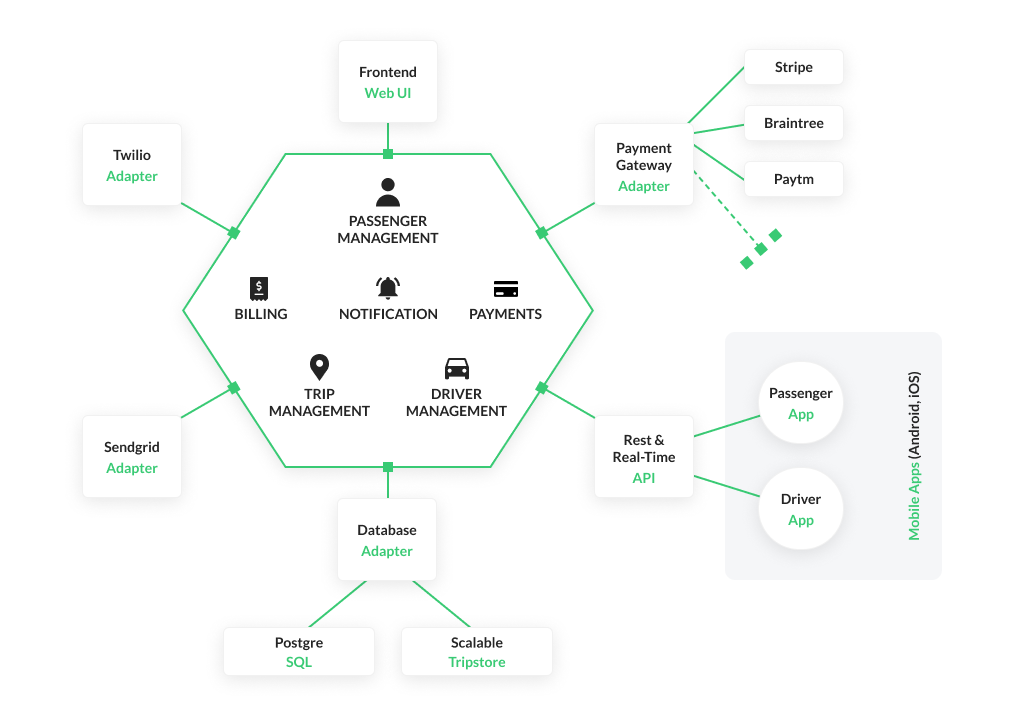 Frontend
Web UI
Twilio
Adapter
Payment
Gateway
Adapter
Stripe
Braintree
Paytm
PASSENGER
MANAGEMENT
$
BILLING
NOTIFICATION
PAYMENTS
TRIP
MANAGEMENT
DRIVER
MANAGEMENT
Sendgrid
Adapter
Rest &
Real-Time
API
Passenger
App
Driver
App
Mobile Apps (Android, iOS)
Database
Adapter
Postgre
SQL
Scalable
Tripstore